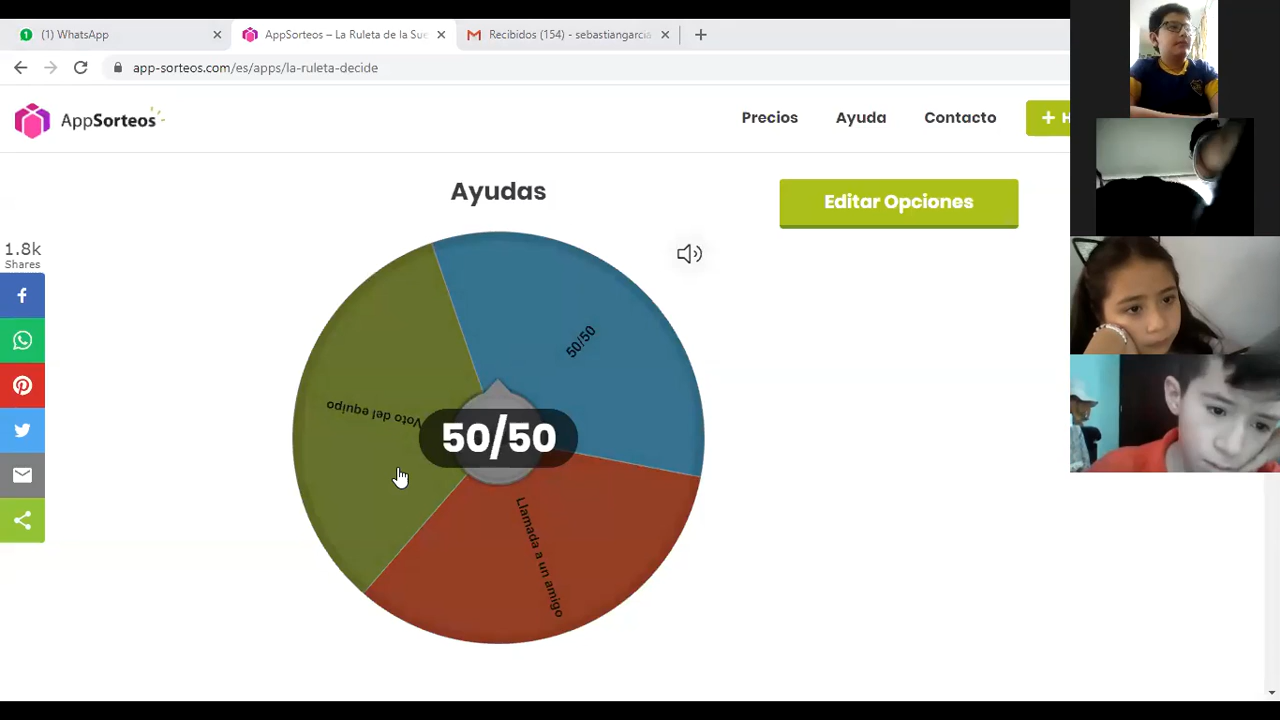 (1) WhatsApp
AppSorteos – La Ruleta de la Sue
Recibidos (154) - sebastiangarcia
app-sorteos.com/es/apps/la-ruleta-decide
AppSorteos
Precios
Ayuda
Contacto
+ H
Ayudas
Editar Opciones
1.8k
Shares
50/50
Voto del equipo
50/50
Llamada a un amigo